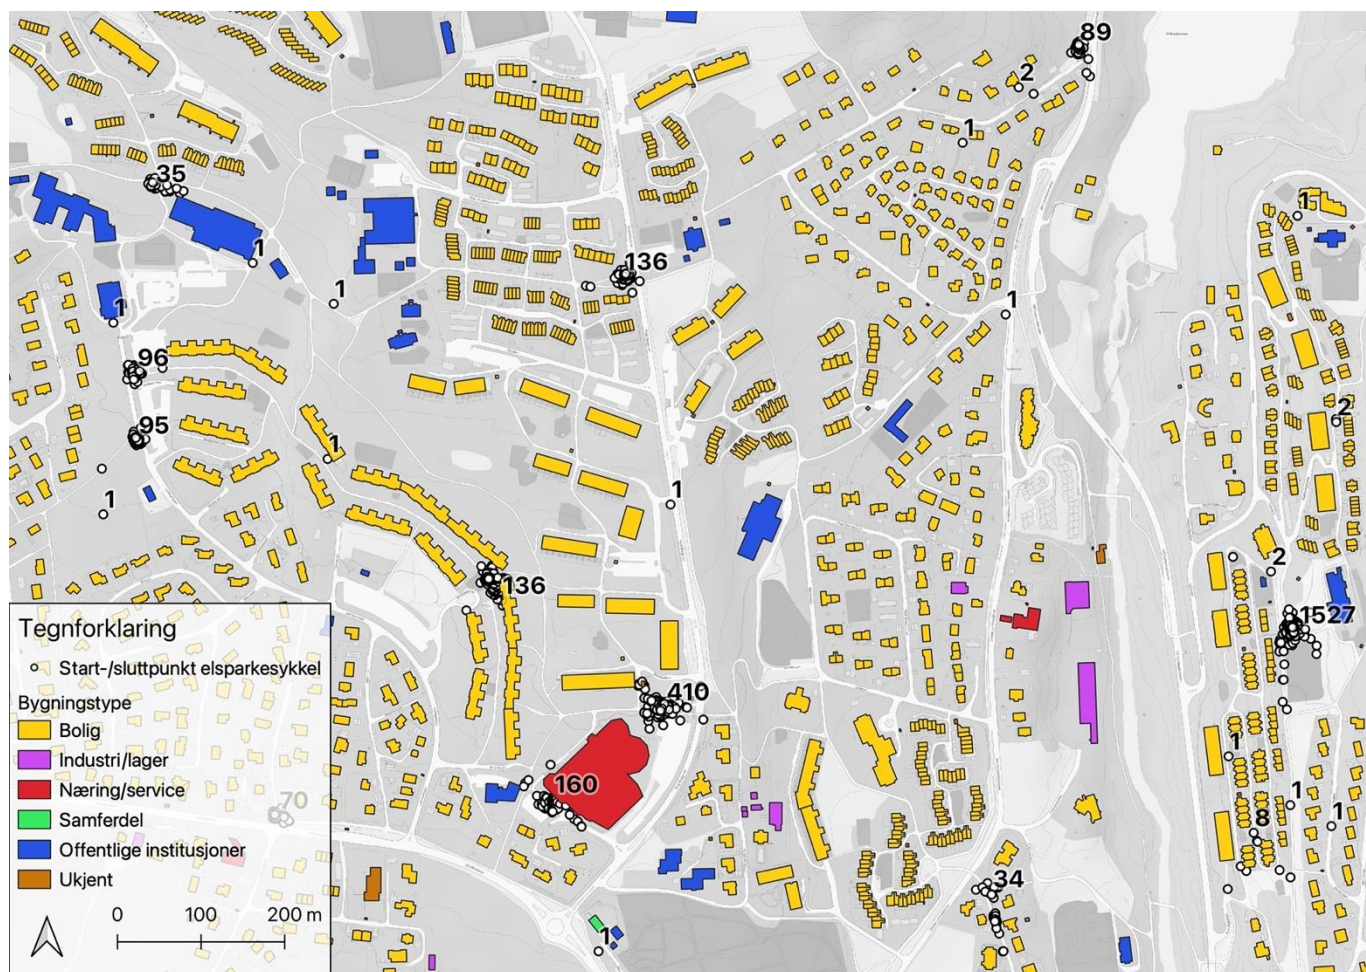 89
2
1
35
1
1
136
1
1
1
96
2
95
1
1
1
2
136
1527
410
1
160
1
1
8
34
1
70
Tegnforklaring
Start-/sluttpunkt elsparkesykkel
Bygningstype
Bolig
Industri/lager
Næring/service
Samferdel
Offentlige institusjoner
Ukjent
0 100 200 m